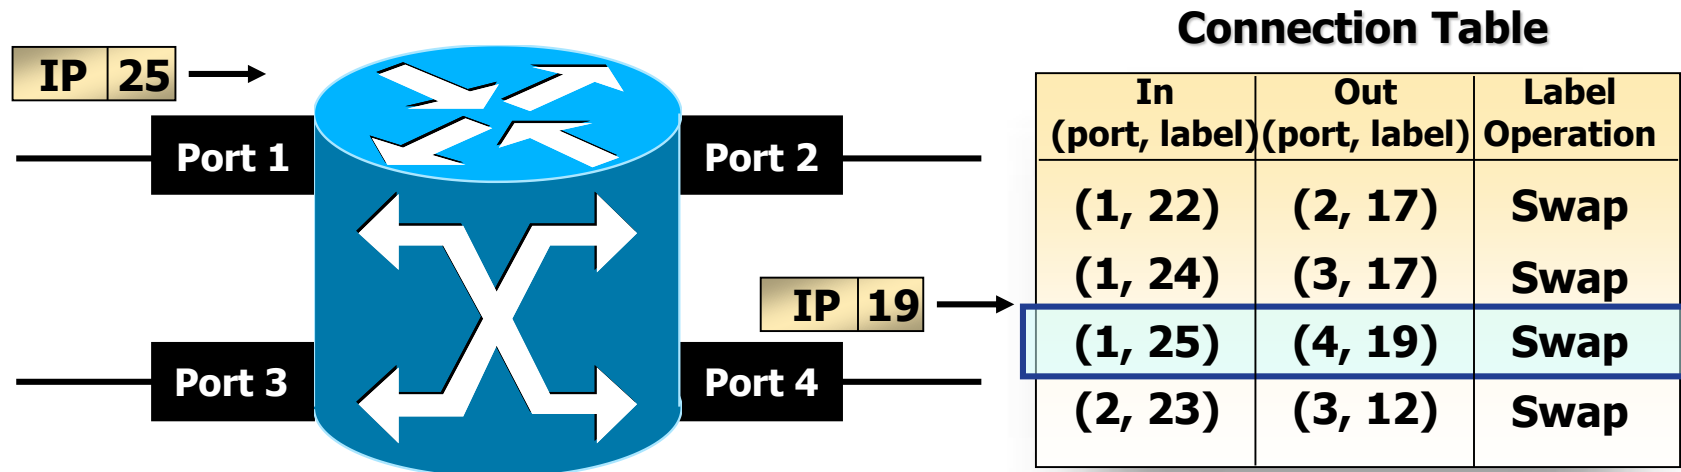 Connection Table
IP 25
Port 1
Port 2
Port 3
Port 4
IP 19
In (port, label) Out (port, label) Label Operation
(1, 22) (2, 17) Swap
(1, 24) (3, 17) Swap
(1, 25) (4, 19) Swap
(2, 23) (3, 12) Swap